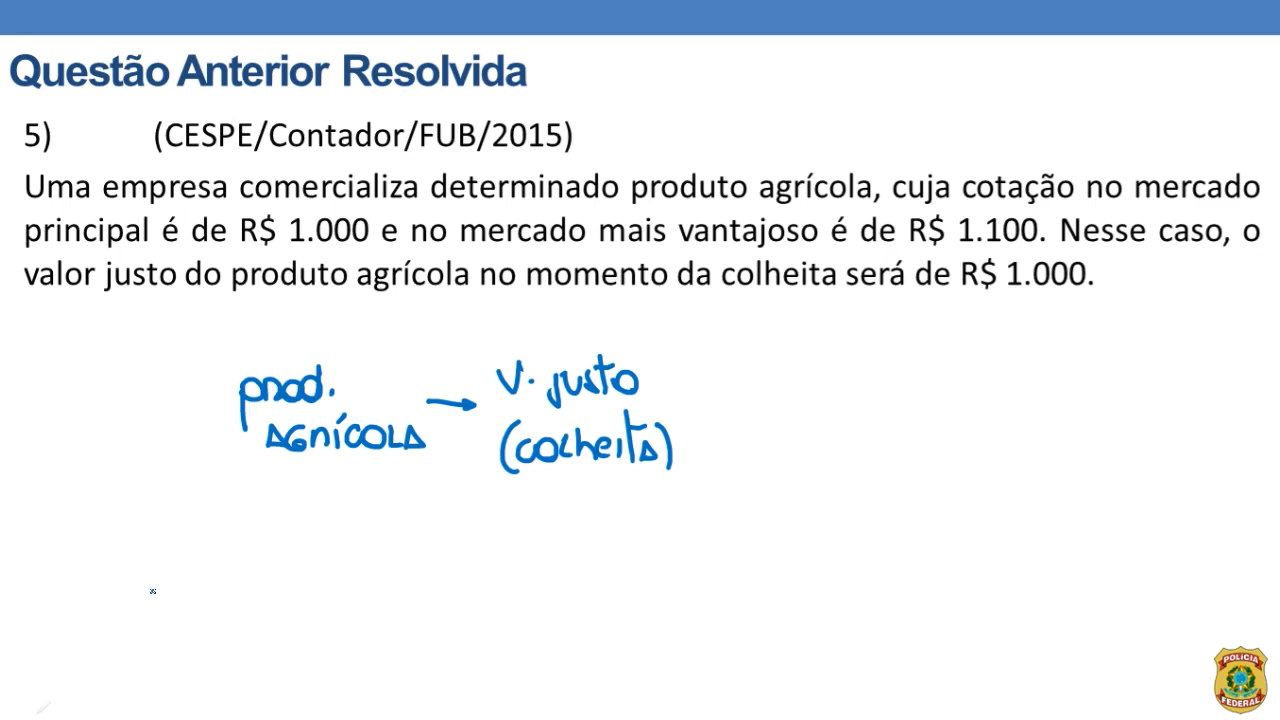 Questão Anterior Resolvida
5) (CESPE/Contador/FUB/2015)
Uma empresa comercializa determinado produto agrícola, cuja cotação no mercado
principal é de R$ 1.000 e no mercado mais vantajoso é de R$ 1.100. Nesse caso, o
valor justo do produto agrícola no momento da colheita será de R$ 1.000.
prod. → V. justo
AGRÍCOLA (colheitA)
POLÍCIA
FEDERAL